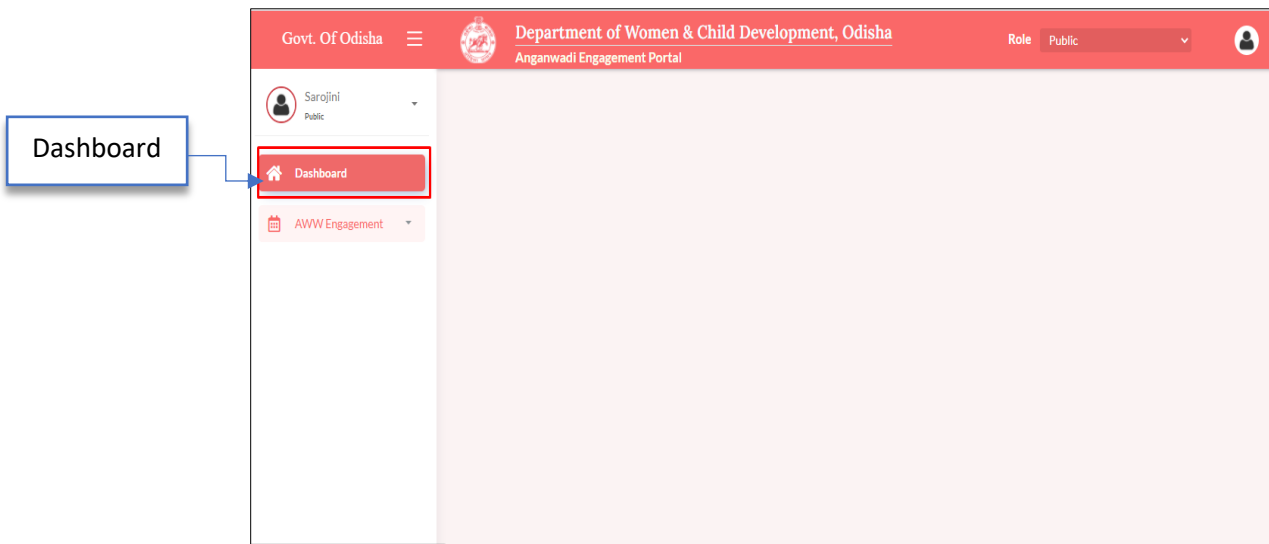 Govt. Of Odisha
Department of Women & Child Development, Odisha
Anganwadi Engagement Portal
Role Public
Sarojini
Public
Dashboard
Dashboard
AWW Engagement